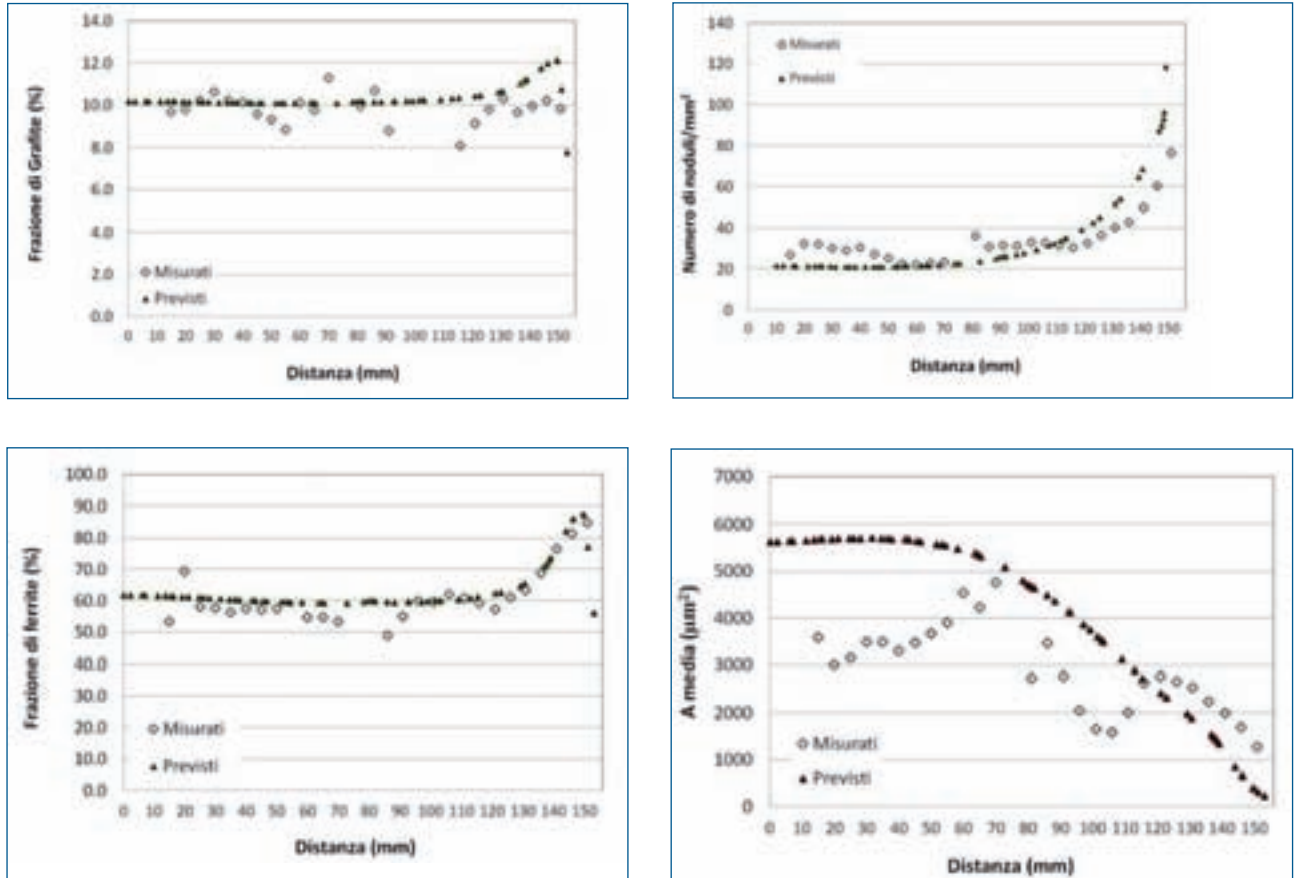 14.0
12.0
10.0
8.0
6.0
4.0
2.0
0.0
Frazione di Grafite (%)
Misurati
Previsti
0 10 20 30 40 50 60 70 80 90 100 110 120 130 140 150
Distanza (mm)
140
120
100
80
60
40
20
0
Numero di noduli/mm²
Misurati
Previsti
0 10 20 30 40 50 60 70 80 90 100 110 120 130 140 150
Distanza (mm)
100.0
90.0
80.0
70.0
60.0
50.0
40.0
30.0
20.0
10.0
0.0
Frazione di ferrite (%)
Misurati
Previsti
0 10 20 30 40 50 60 70 80 90 100 110 120 130 140 150
Distanza (mm)
7000
6000
5000
4000
3000
2000
1000
0
A media (µm²)
Misurati
Previsti
0 10 20 30 40 50 60 70 80 90 100 110 120 130 140 150
Distanza (mm)